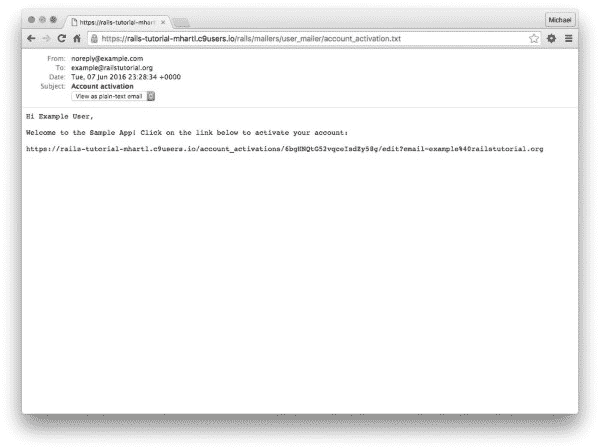 https://rails-tutorial-mhartl
Michael
https://rails-tutorial-mhartl.c9users.io/rails/mailers/user_mailer/account_activation.txt
From: noreply@example.com
To: example@railstutorial.org
Date: Tue, 07 Jun 2016 23:28:34 +0000
Subject: Account activation
View as plain-text email
Hi Example User,
Welcome to the Sample App! Click on the link below to activate your account:
https://rails-tutorial-mhartl.c9users.io/account_activations/6bgHNQtG52vqceIsdZy58g/edit?email=example%40railstutorial.org